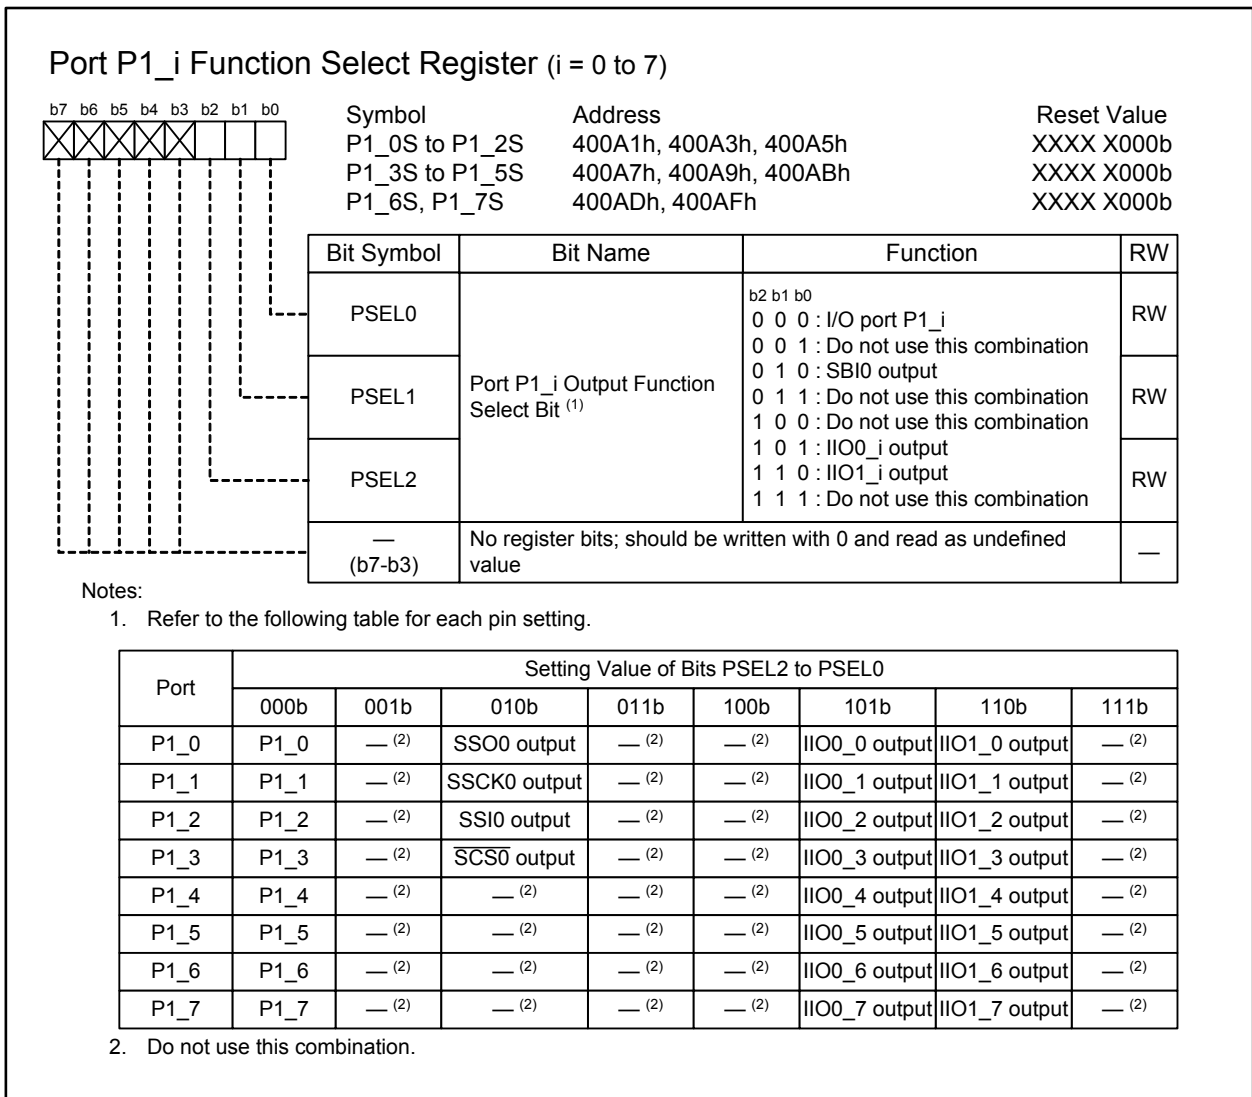 Port P1_i Function Select Register (i = 0 to 7)
b7 b6 b5 b4 b3 b2 b1 b0
Symbol Address Reset Value
P1_0S to P1_2S 400A1h, 400A3h, 400A5h XXXX X000b
P1_3S to P1_5S 400A7h, 400A9h, 400ABh XXXX X000b
P1_6S, P1_7S 400ADh, 400AFh XXXX X000b
Bit Symbol Bit Name Function RW
PSEL0 RW
PSEL1 RW
PSEL2 RW
Port P1_i Output Function
Select Bit (1)
b2 b1 b0
0 0 0 : I/O port P1_i
0 0 1 : Do not use this combination
0 1 0 : SBI0 output
0 1 1 : Do not use this combination
1 0 0 : Do not use this combination
1 0 1 : IIO0_i output
1 1 0 : IIO1_i output
1 1 1 : Do not use this combination
— (b7-b3) No register bits; should be written with 0 and read as undefined —
value
Notes:
1. Refer to the following table for each pin setting.
Port Setting Value of Bits PSEL2 to PSEL0
000b 001b 010b 011b 100b 101b 110b 111b
P1_0 P1_0 — (2) SSO0 output — (2) — (2) IIO0_0 output IIO1_0 output — (2)
P1_1 P1_1 — (2) SSCK0 output — (2) — (2) IIO0_1 output IIO1_1 output — (2)
P1_2 P1_2 — (2) SSI0 output — (2) — (2) IIO0_2 output IIO1_2 output — (2)
P1_3 P1_3 — (2) S̅C̅S̅0̅ output — (2) — (2) IIO0_3 output IIO1_3 output — (2)
P1_4 P1_4 — (2) — (2) — (2) — (2) IIO0_4 output IIO1_4 output — (2)
P1_5 P1_5 — (2) — (2) — (2) — (2) IIO0_5 output IIO1_5 output — (2)
P1_6 P1_6 — (2) — (2) — (2) — (2) IIO0_6 output IIO1_6 output — (2)
P1_7 P1_7 — (2) — (2) — (2) — (2) IIO0_7 output IIO1_7 output — (2)
2. Do not use this combination.